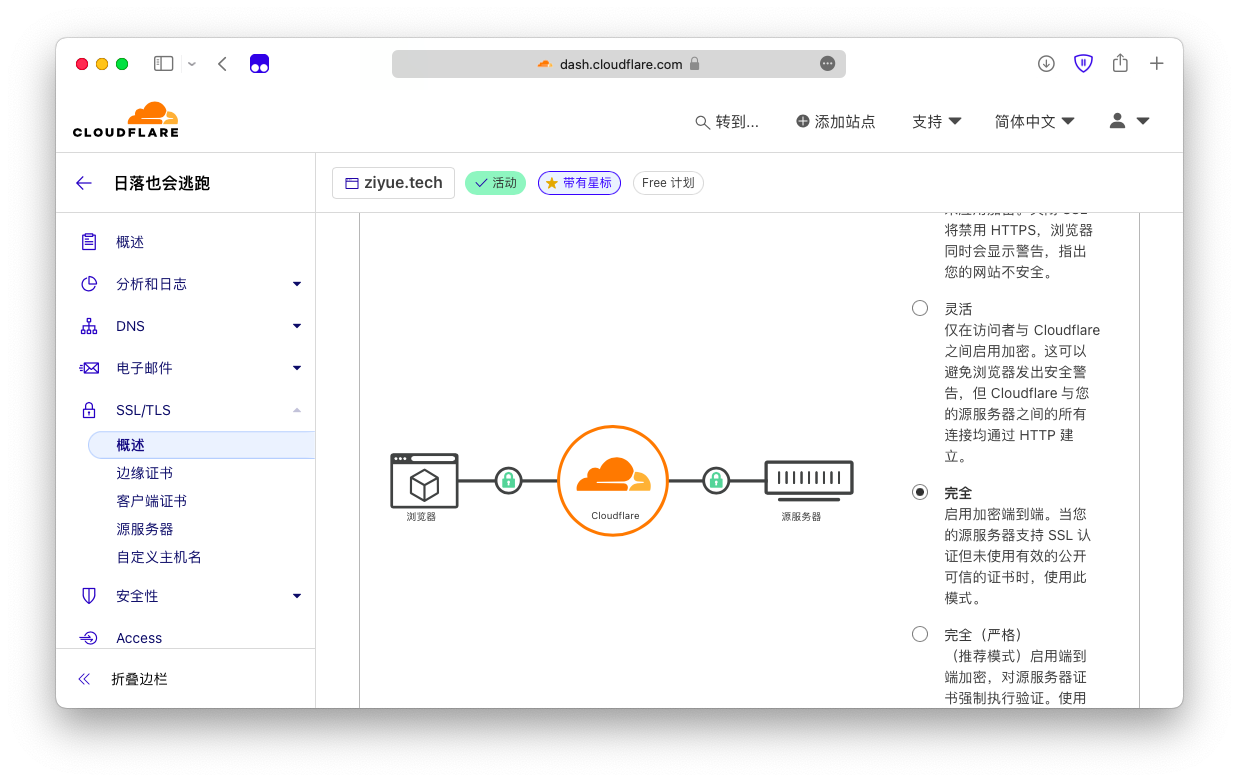 dash.cloudflare.com
CLOUDFLARE
转到...
添加站点
支持
简体中文
日落也会逃跑
ziyue.tech
活动
带有星标
Free 计划
概述
分析和日志
DNS
电子邮件
SSL/TLS
概述
边缘证书
客户端证书
源服务器
自定义主机名
安全性
Access
折叠边栏
浏览器
Cloudflare
源服务器
将禁用 HTTPS，浏览器
同时会显示警告，指出
您的网站不安全。
灵活
仅在访问者与 Cloudflare
之间启用加密。这可以
避免浏览器发出安全警
告，但 Cloudflare 与您
的源服务器之间的所有
连接均通过 HTTP 建
立。
完全
启用加密端到端。当您
的源服务器支持 SSL 认
证但未使用有效的公开
可信的证书时，使用此
模式。
完全（严格）
（推荐模式）启用端到
端加密，对源服务器证
书强制执行验证。使用